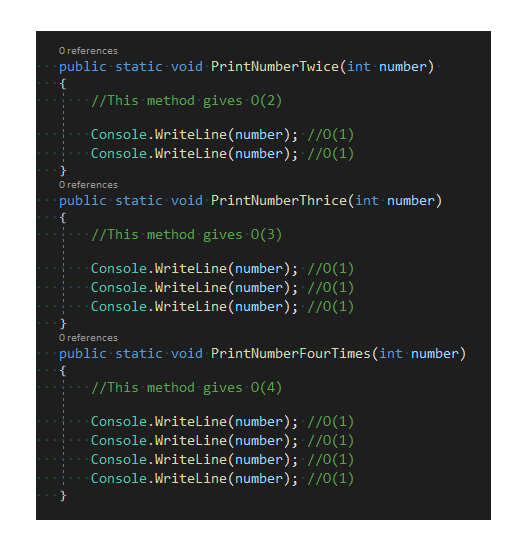 0 references
public static void PrintNumberTwice(int number)
{
//This method gives O(2)
Console.WriteLine(number); //O(1)
Console.WriteLine(number); //O(1)
}
0 references
public static void PrintNumberThrice(int number)
{
//This method gives O(3)
Console.WriteLine(number); //O(1)
Console.WriteLine(number); //O(1)
Console.WriteLine(number); //O(1)
}
0 references
public static void PrintNumberFourTimes(int number)
{
//This method gives O(4)
Console.WriteLine(number); //O(1)
Console.WriteLine(number); //O(1)
Console.WriteLine(number); //O(1)
Console.WriteLine(number); //O(1)
}